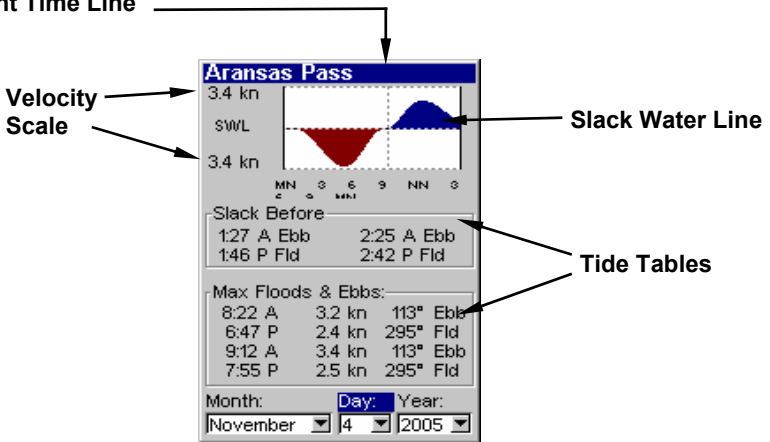 nt Time Line
Aransas Pass
Velocity
Scale
3.4 kn
SWL
3.4 kn
Slack Water Line
MN 3 6 9 NN 3
Slack Before
1:27 A Ebb 2:25 A Ebb
1:46 P Fld 2:42 P Fld
Tide Tables
Max Floods & Ebbs:
8:22 A 3.2 kn 113° Ebb
6:47 P 2.4 kn 295° Fld
9:12 A 3.4 kn 113° Ebb
7:55 P 2.5 kn 295° Fld
Month: Day: Year:
November 4 2005